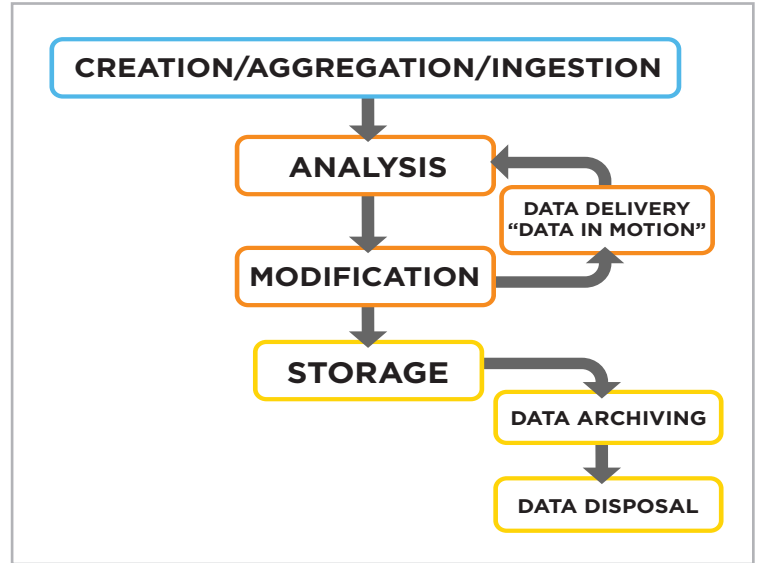 CREATION/AGGREGATION/INGESTION
ANALYSIS
DATA DELIVERY
“DATA IN MOTION”
MODIFICATION
STORAGE
DATA ARCHIVING
DATA DISPOSAL